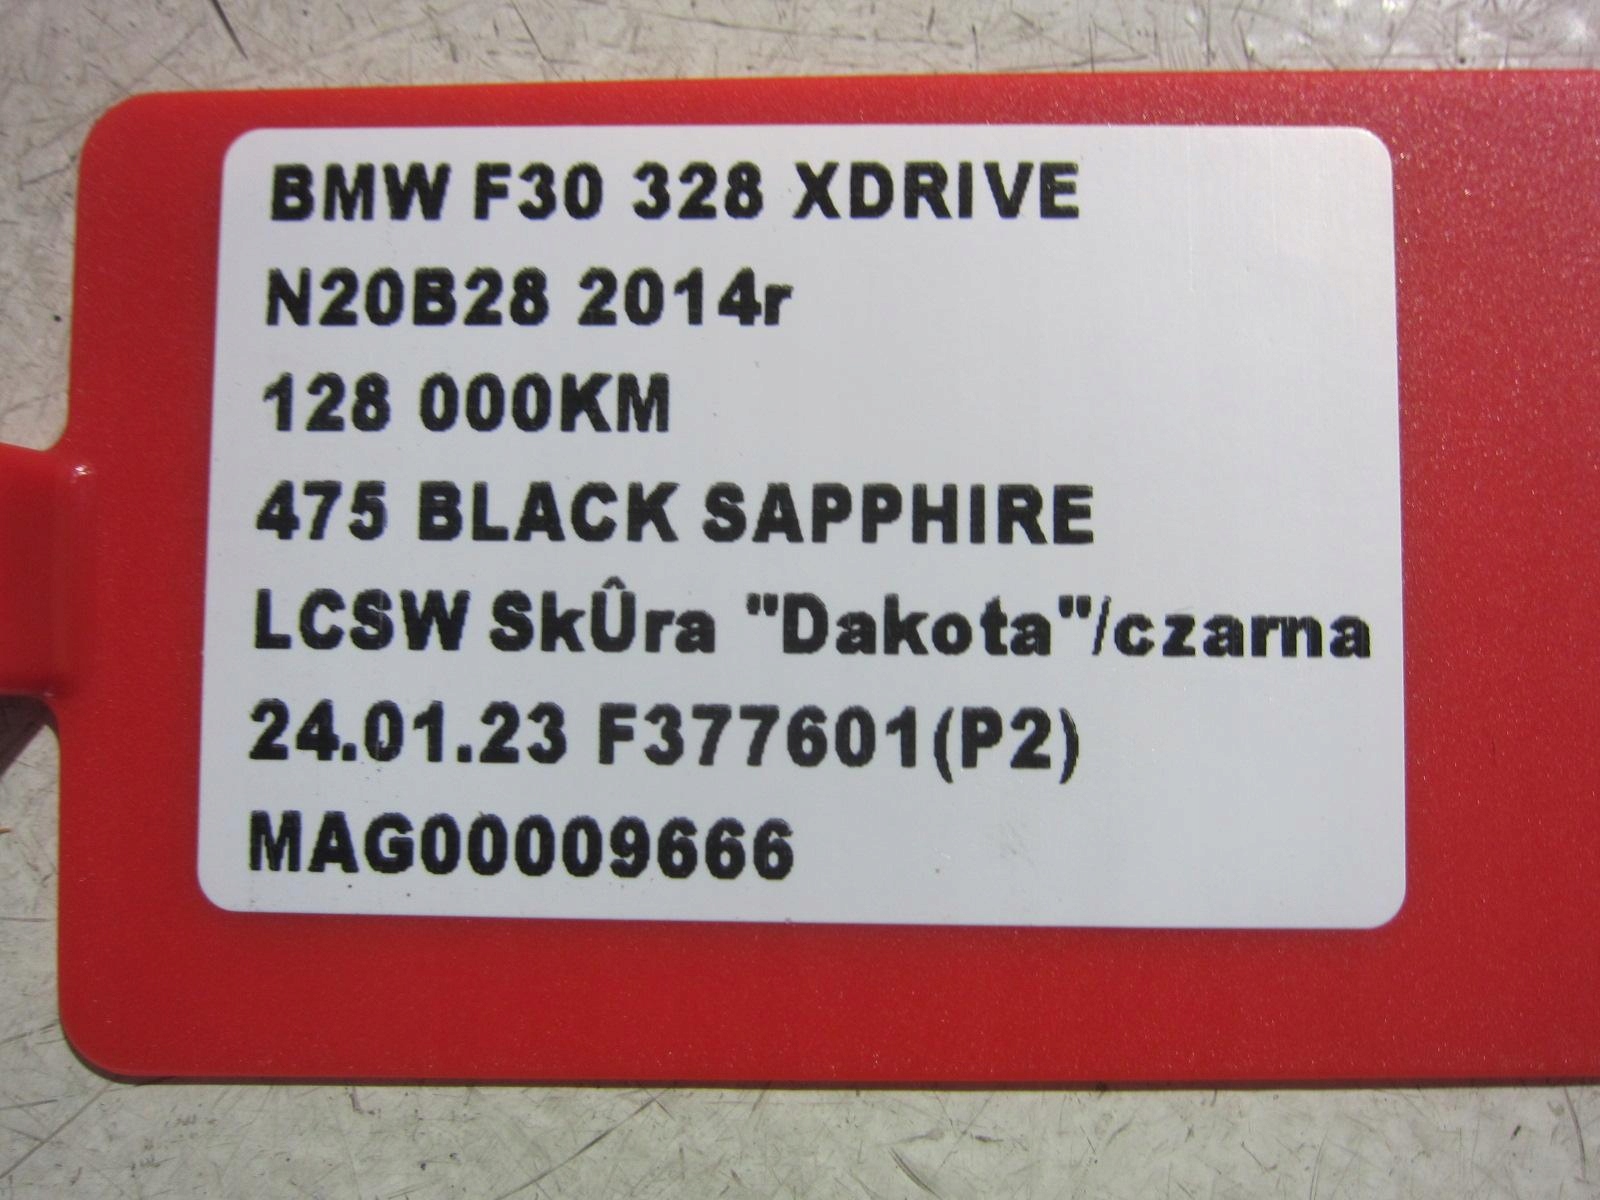 BMW F30 328 XDRIVE
N20B28 2014r
128 000KM
475 BLACK SAPPHIRE
LCSW SkÛra "Dakota"/czarna
24.01.23 F377601(P2)
MAG00009666